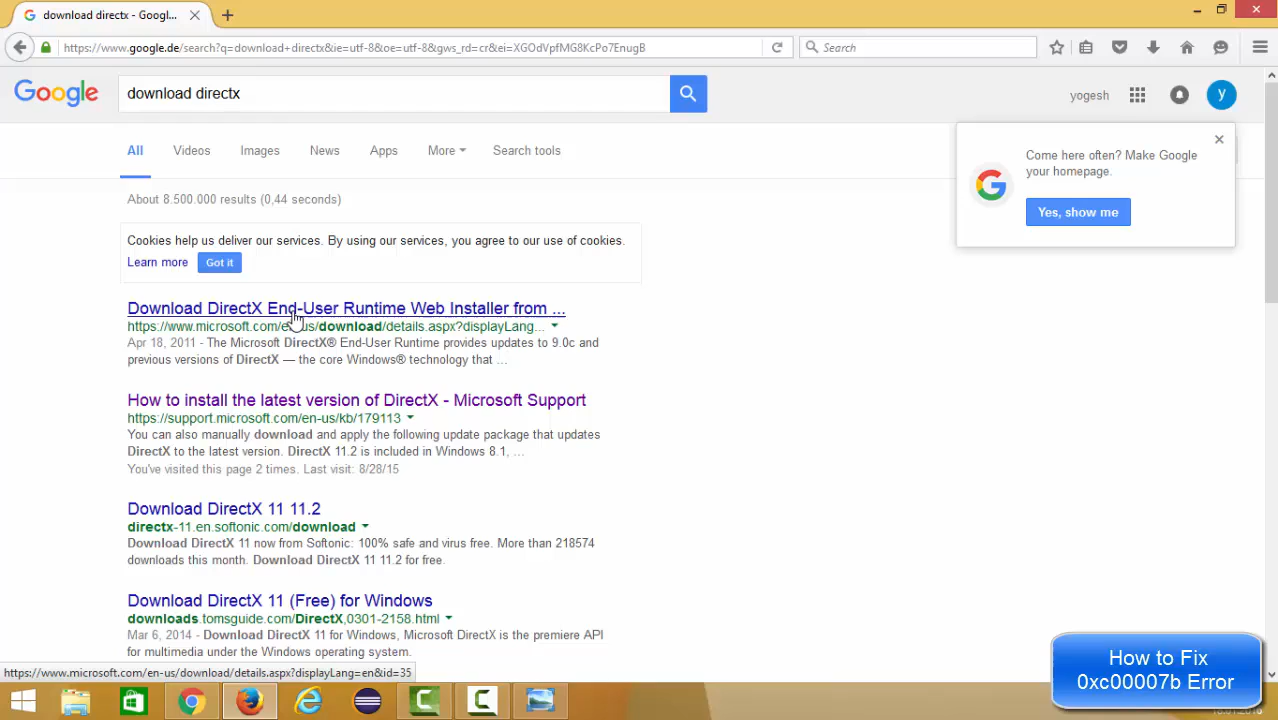 download directx - Googl...
https://www.google.de/search?q=download+directx&ie=utf-8&oe=utf-8&gws_rd=cr&ei=XGOdVpfMG8KcPo7EnugB
Search
Google
download directx
yogesh
y
All
Videos
Images
News
Apps
More
Search tools
Come here often? Make Google
your homepage.
Yes, show me
About 8.500.000 results (0,44 seconds)
Cookies help us deliver our services. By using our services, you agree to our use of cookies.
Learn more
Got it
Download DirectX End-User Runtime Web Installer from ...
https://www.microsoft.com/en-us/download/details.aspx?displayLang...
Apr 18, 2011 - The Microsoft DirectX® End-User Runtime provides updates to 9.0c and
previous versions of DirectX — the core Windows® technology that ...
How to install the latest version of DirectX - Microsoft Support
https://support.microsoft.com/en-us/kb/179113
You can also manually download and apply the following update package that updates
DirectX to the latest version. DirectX 11.2 is included in Windows 8.1, ...
You've visited this page 2 times. Last visit: 8/28/15
Download DirectX 11 11.2
directx-11.en.softonic.com/download
Download DirectX 11 now from Softonic: 100% safe and virus free. More than 218574
downloads this month. Download DirectX 11 11.2 for free.
Download DirectX 11 (Free) for Windows
downloads.tomsguide.com/DirectX,0301-2158.html
Mar 6, 2014 - Download DirectX 11 for Windows, Microsoft DirectX is the premiere API
for multimedia under the Windows operating system.
https://www.microsoft.com/en-us/download/details.aspx?displayLang=en&id=35
How to Fix
0xc00007b Error